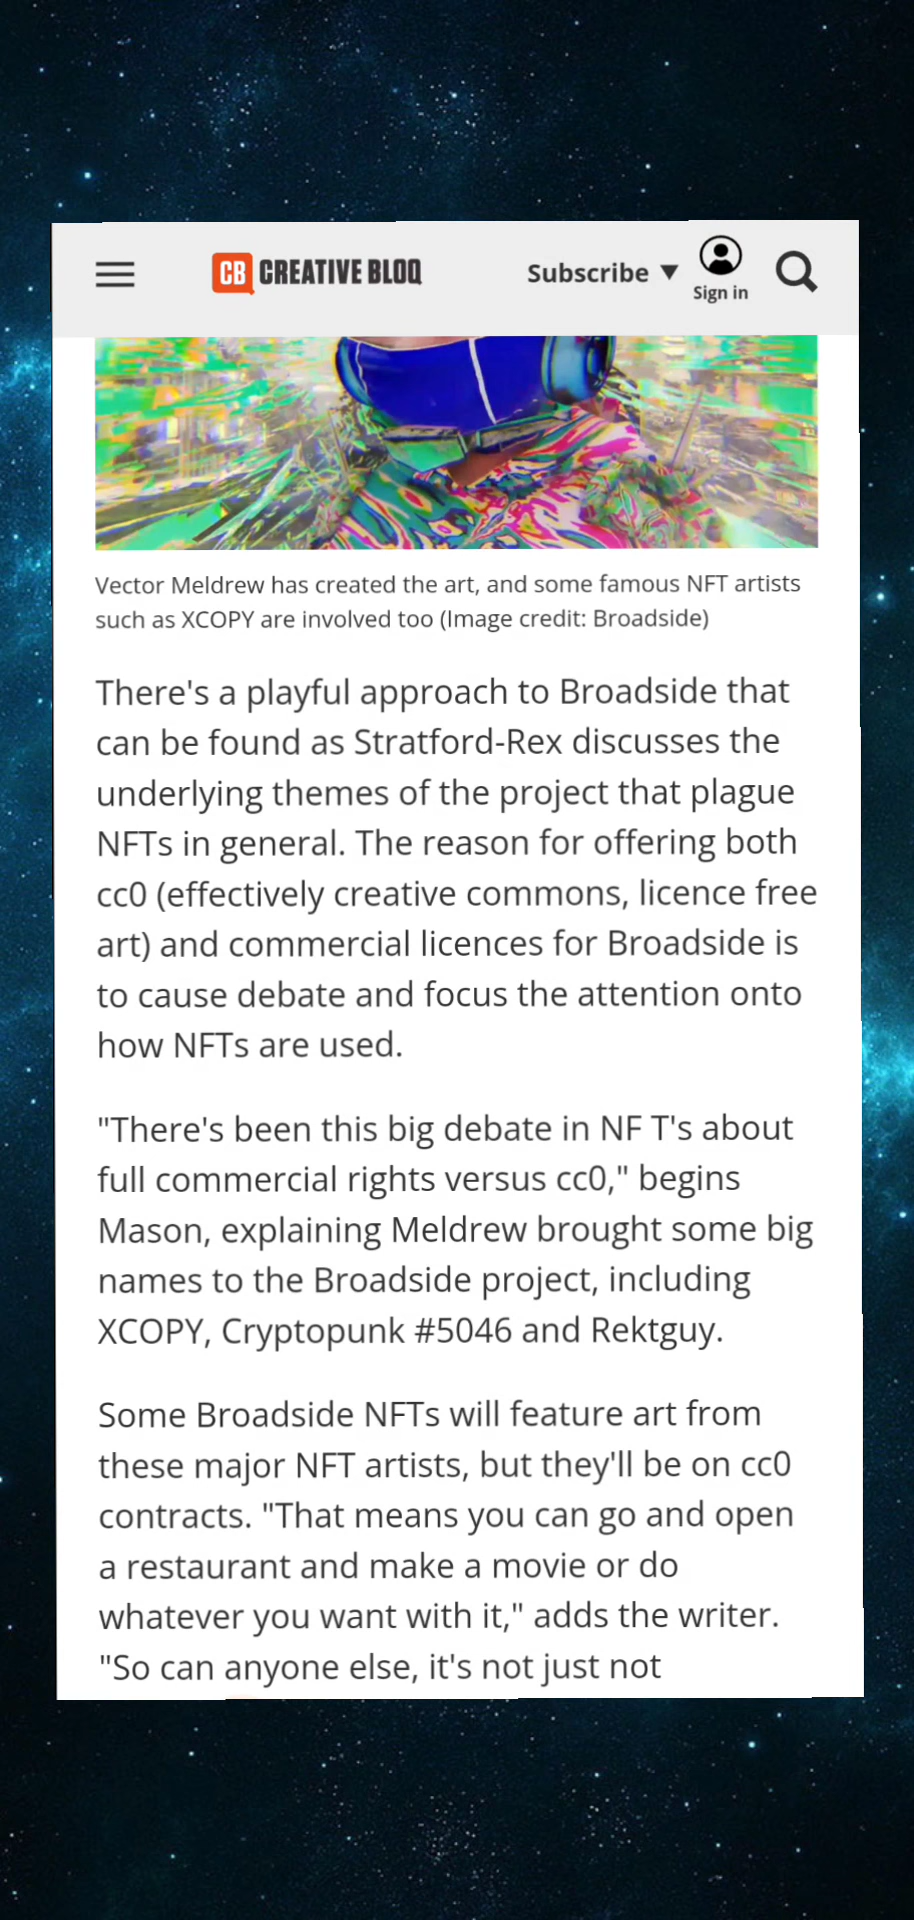 CB CREATIVE BLOQ
Subscribe
Sign in
Vector Meldrew has created the art, and some famous NFT artists
such as XCOPY are involved too (Image credit: Broadside)
There's a playful approach to Broadside that
can be found as Stratford-Rex discusses the
underlying themes of the project that plague
NFTs in general. The reason for offering both
cc0 (effectively creative commons, licence free
art) and commercial licences for Broadside is
to cause debate and focus the attention onto
how NFTs are used.
"There's been this big debate in NF T's about
full commercial rights versus cc0," begins
Mason, explaining Meldrew brought some big
names to the Broadside project, including
XCOPY, Cryptopunk #5046 and Rektguy.
Some Broadside NFTs will feature art from
these major NFT artists, but they'll be on cc0
contracts. "That means you can go and open
a restaurant and make a movie or do
whatever you want with it," adds the writer.
"So can anyone else, it's not just not